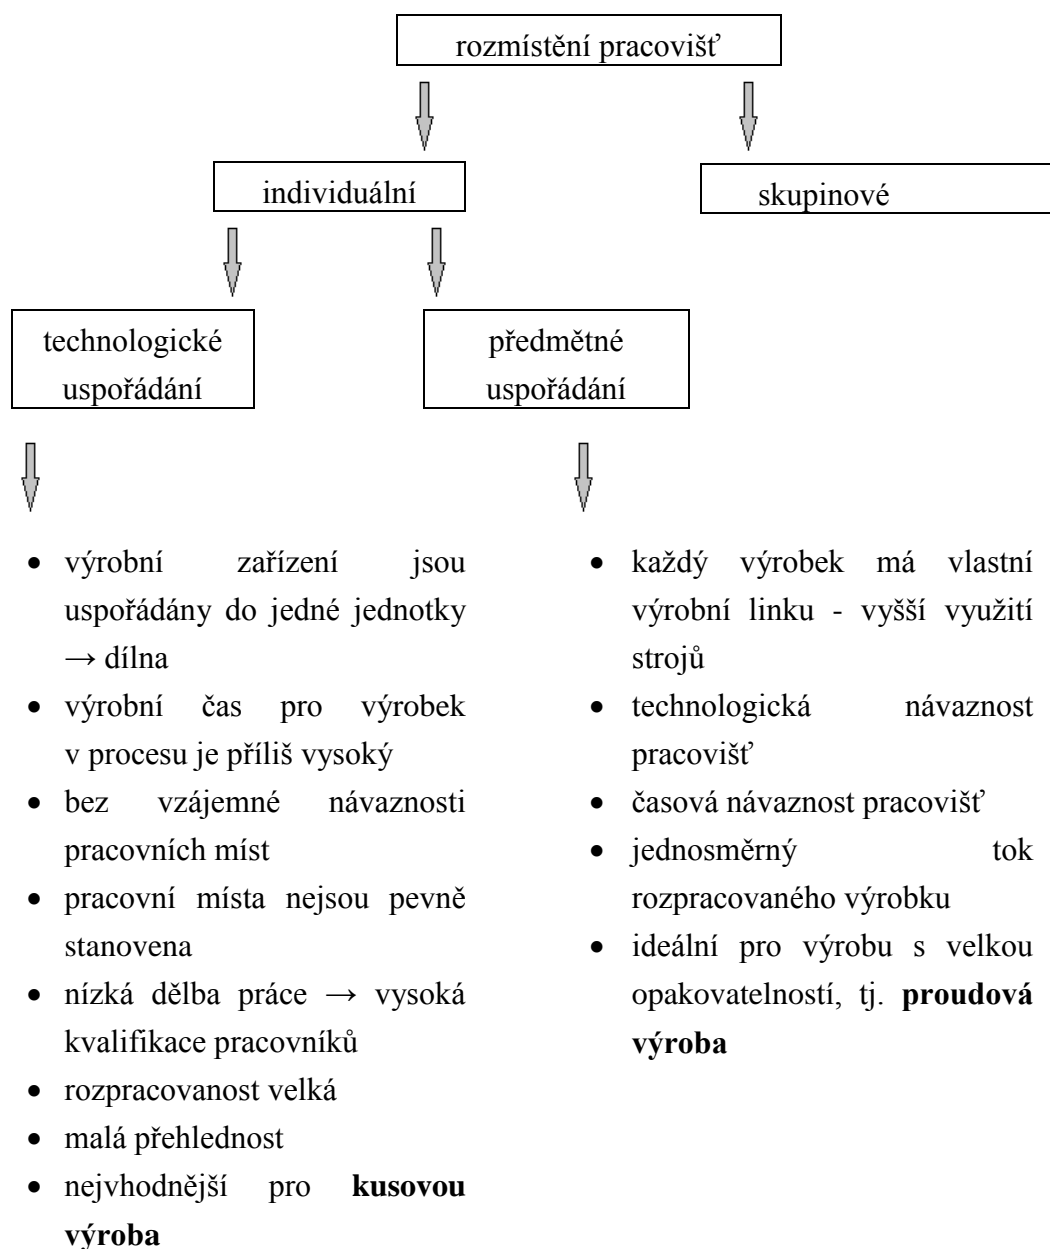 rozmístění pracovišť
individuální
skupinové
technologické
uspořádání
předmětné
uspořádání
• výrobní zařízení jsou
uspořádány do jedné jednotky
→ dílna
• výrobní čas pro výrobek
v procesu je příliš vysoký
• bez vzájemné návaznosti
pracovních míst
• pracovní místa nejsou pevně
stanovena
• nízká dělba práce → vysoká
kvalifikace pracovníků
• rozpracovanost velká
• malá přehlednost
• nejvhodnější pro kusovou
výroba
• každý výrobek má vlastní
výrobní linku - vyšší využití
strojů
• technologická návaznost
pracovišť
• časová návaznost pracovišť
• jednosměrný tok
rozpracovaného výrobku
• ideální pro výrobu s velkou
opakovatelností, tj. proudová
výroba